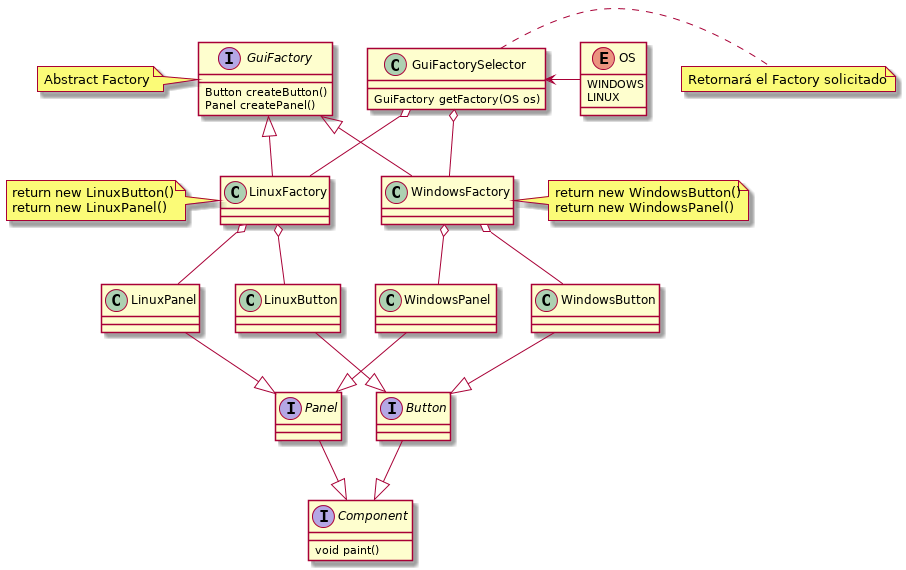 Abstract Factory
I GuiFactory
Button createButton()
Panel createPanel()
C GuiFactorySelector
GuiFactory getFactory(OS os)
E OS
WINDOWS
LINUX
Retornará el Factory solicitado
return new LinuxButton()
return new LinuxPanel()
C LinuxFactory
C WindowsFactory
return new WindowsButton()
return new WindowsPanel()
C LinuxPanel
C LinuxButton
C WindowsPanel
C WindowsButton
I Panel
I Button
I Component
void paint()